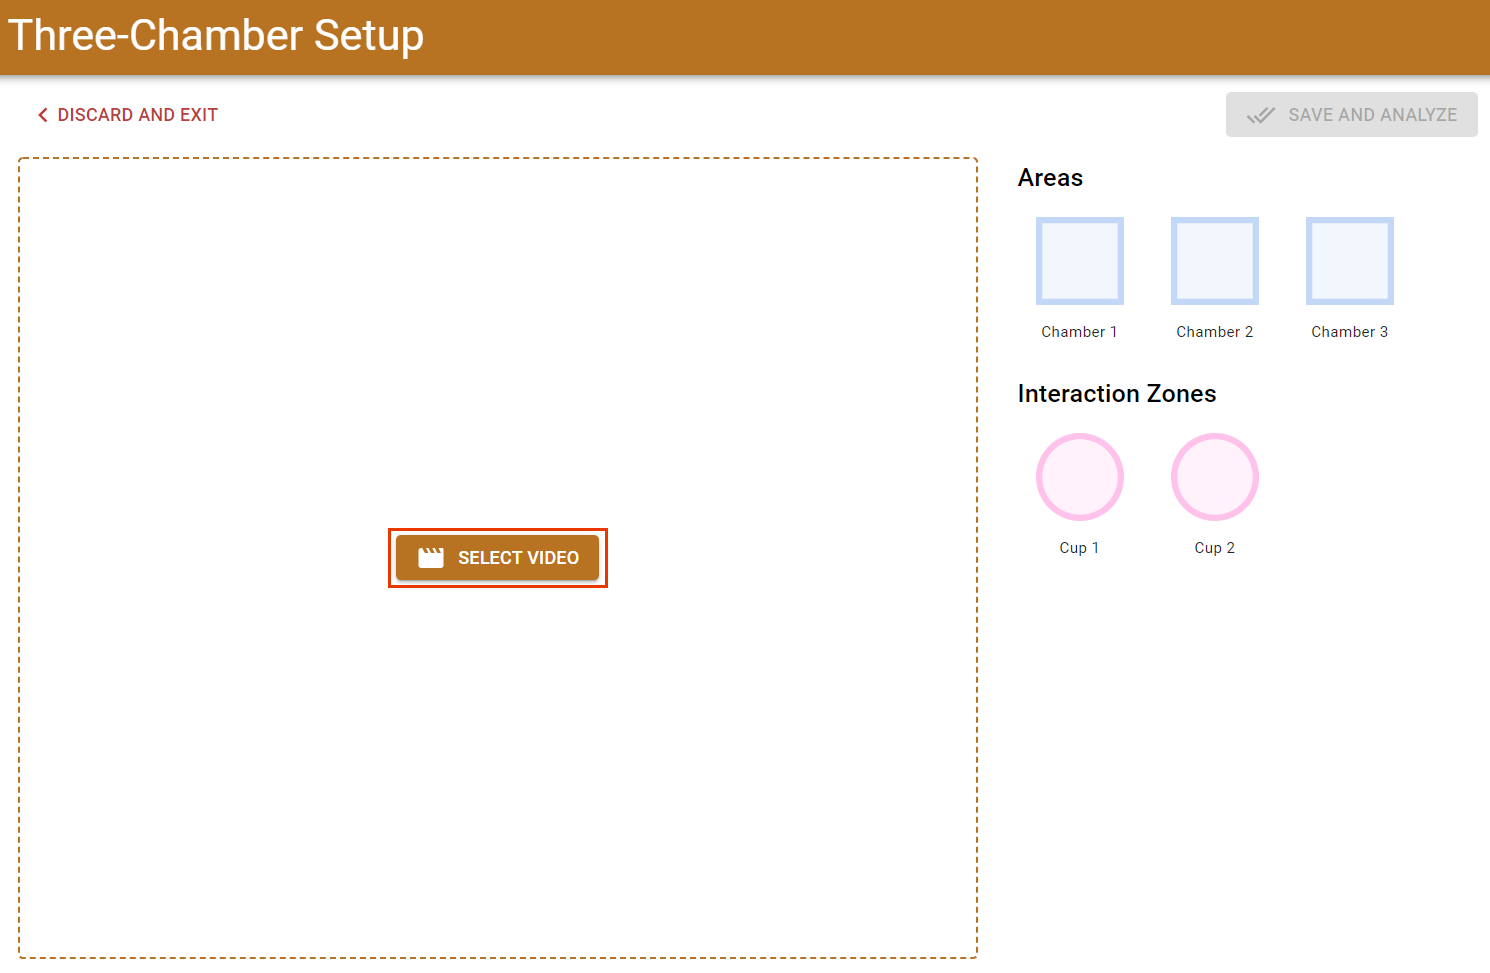 Three-Chamber Setup
DISCARD AND EXIT
SAVE AND ANALYZE
Areas
Chamber 1
Chamber 2
Chamber 3
Interaction Zones
Cup 1
Cup 2
SELECT VIDEO